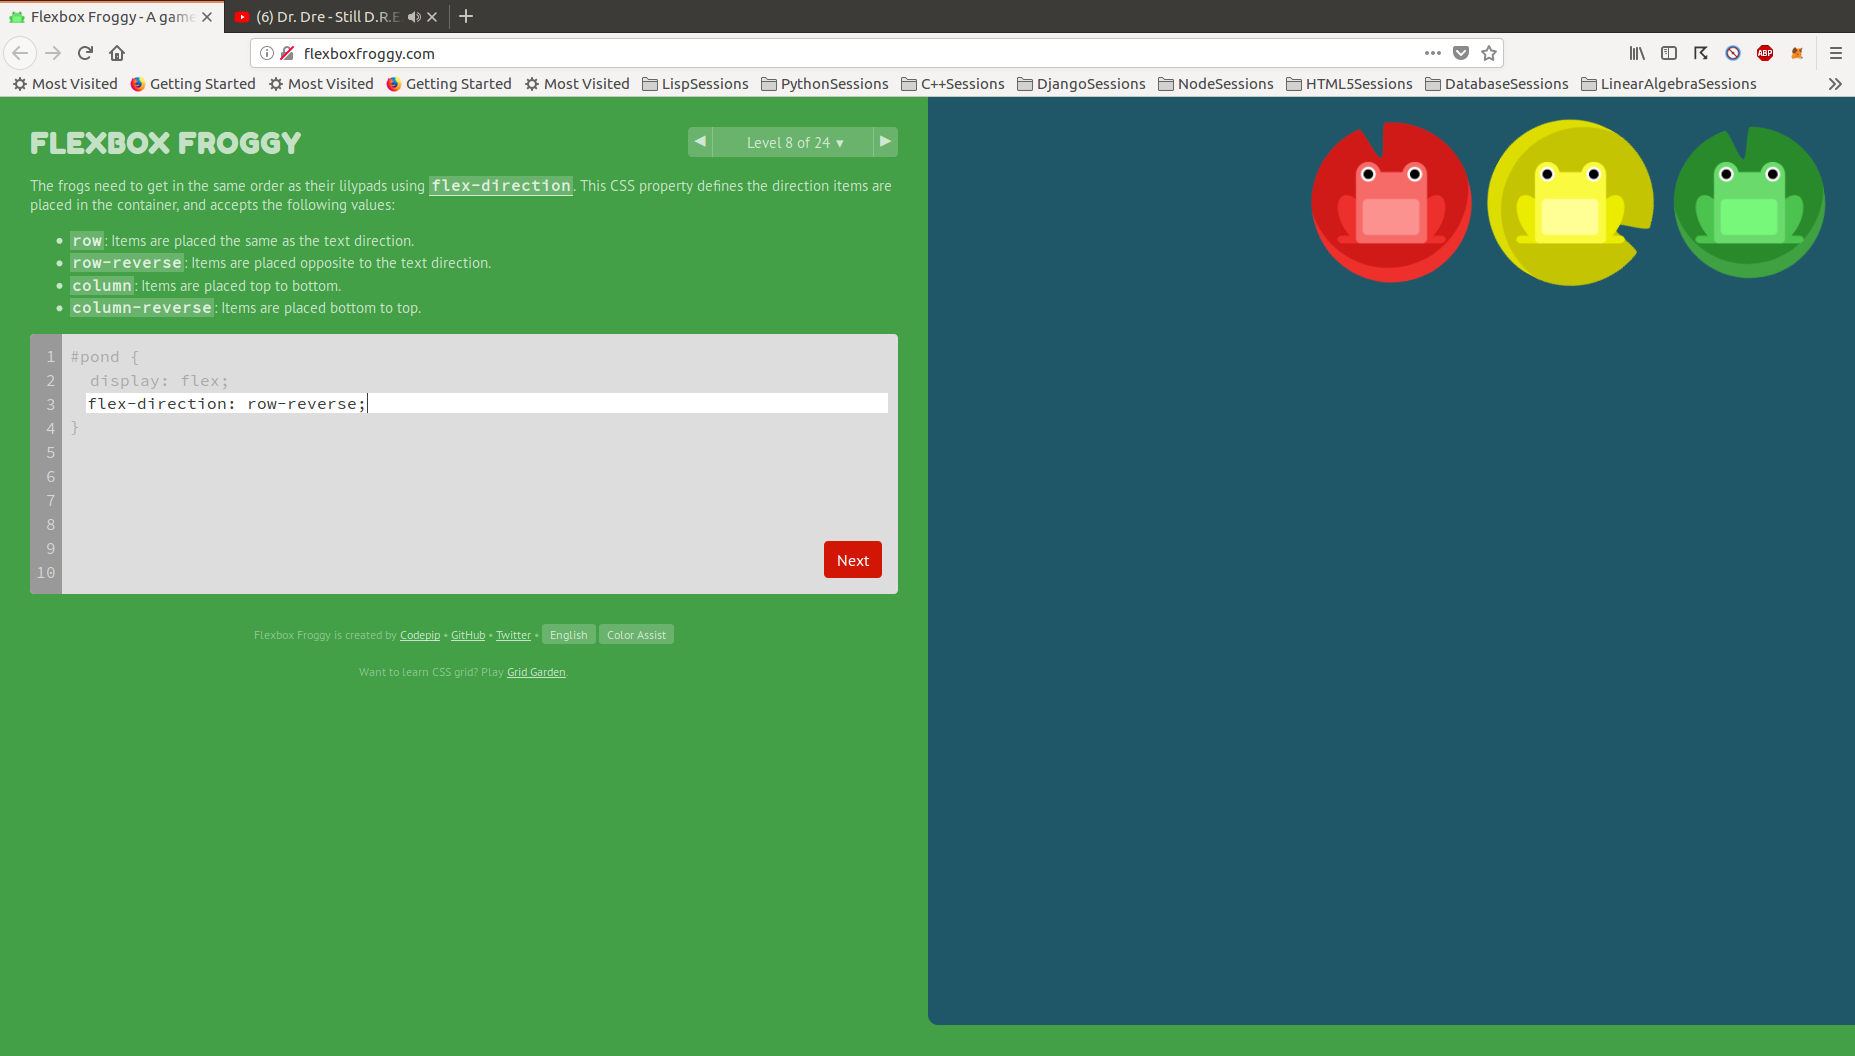 Flexbox Froggy - A game
(6) Dr. Dre - Still D.R.E.
flexboxfroggy.com
ABP
Most Visited
Getting Started
Most Visited
Getting Started
Most Visited
LispSessions
PythonSessions
C++Sessions
DjangoSessions
NodeSessions
HTML5Sessions
DatabaseSessions
LinearAlgebraSessions
FLEXBOX FROGGY
◀ Level 8 of 24 ▾ ▶
The frogs need to get in the same order as their lilypads using flex-direction. This CSS property defines the direction items are
placed in the container, and accepts the following values:
• row: Items are placed the same as the text direction.
• row-reverse: Items are placed opposite to the text direction.
• column: Items are placed top to bottom.
• column-reverse: Items are placed bottom to top.
1 #pond {
2 display: flex;
3 flex-direction: row-reverse;
4 }
5
6
7
8
9
10
Next
Flexbox Froggy is created by Codepip • GitHub • Twitter • English Color Assist
Want to learn CSS grid? Play Grid Garden.